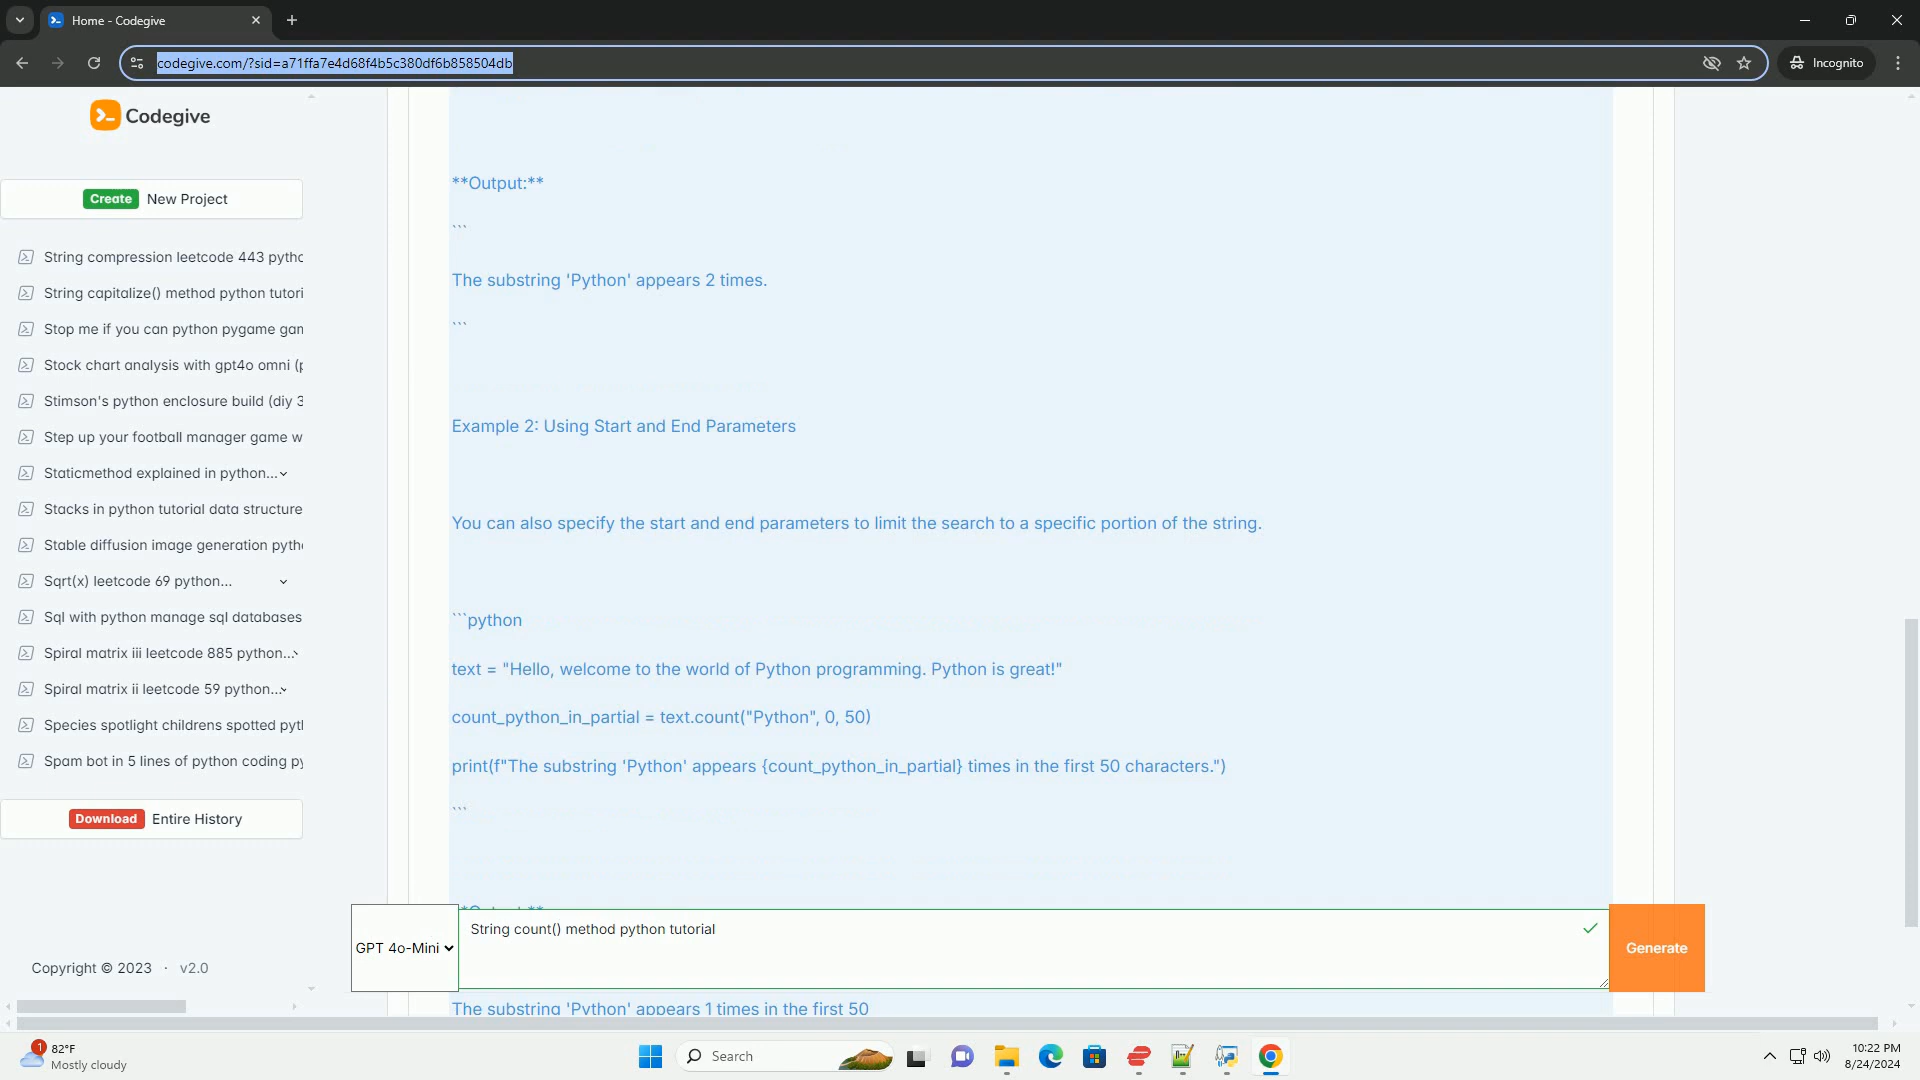 Home - Codegive
codegive.com/?sid=a71ffa7e4d68f4b5c380df6b858504db
Incognito
Codegive
Create New Project
String compression leetcode 443 pytho
String capitalize() method python tutori
Stop me if you can python pygame gam
Stock chart analysis with gpt4o omni (p
Stimson's python enclosure build (diy 3
Step up your football manager game w
Staticmethod explained in python...
Stacks in python tutorial data structure
Stable diffusion image generation pyth
Sqrt(x) leetcode 69 python...
Sql with python manage sql databases
Spiral matrix iii leetcode 885 python...
Spiral matrix ii leetcode 59 python...
Species spotlight childrens spotted pyt
Spam bot in 5 lines of python coding py
Download Entire History
Copyright © 2023 · v2.0
**Output:**
```
The substring 'Python' appears 2 times.
```
Example 2: Using Start and End Parameters
You can also specify the start and end parameters to limit the search to a specific portion of the string.
```python
text = "Hello, welcome to the world of Python programming. Python is great!"
count_python_in_partial = text.count("Python", 0, 50)
print(f"The substring 'Python' appears {count_python_in_partial} times in the first 50 characters.")
```
GPT 4o-Mini
String count() method python tutorial
Generate
The substring 'Python' appears 1 times in the first 50
1
82°F
Mostly cloudy
Search
10:22 PM
8/24/2024